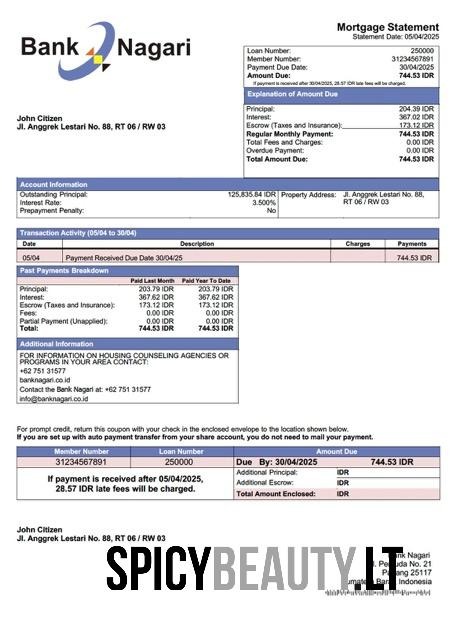 Bank Nagari
Mortgage Statement
Statement Date: 05/04/2025
Loan Number: 250000
Member Number: 31234567891
Payment Due Date: 30/04/2025
Amount Due: 744.53 IDR
If payment is received after 30/04/2025, 28.57 IDR late fees will be charged.
Explanation of Amount Due
Principal: 204.39 IDR
Interest: 367.02 IDR
Escrow (Taxes and Insurance): 173.12 IDR
Regular Monthly Payment: 744.53 IDR
Total Fees and Charges: 0.00 IDR
Overdue Payment: 0.00 IDR
Total Amount Due: 744.53 IDR
John Citizen
Jl. Anggrek Lestari No. 88, RT 06 / RW 03
Account Information
Outstanding Principal: 125,835.84 IDR
Interest Rate: 3.500%
Prepayment Penalty: No
Property Address: Jl. Anggrek Lestari No. 88,
RT 06 / RW 03
Transaction Activity (05/04 to 30/04)
Date Description Charges Payments
05/04 Payment Received Due Date 30/04/25 744.53 IDR
Past Payments Breakdown
Paid Last Month Paid Year To Date
Principal: 203.79 IDR 203.79 IDR
Interest: 367.62 IDR 367.62 IDR
Escrow (Taxes and Insurance): 173.12 IDR 173.12 IDR
Fees: 0.00 IDR 0.00 IDR
Partial Payment (Unapplied): 0.00 IDR 0.00 IDR
Total: 744.53 IDR 744.53 IDR
Additional Information
FOR INFORMATION ON HOUSING COUNSELING AGENCIES OR
PROGRAMS IN YOUR AREA CONTACT:
+62 751 31577
banknagari.co.id
Contact the Bank Nagari at: +62 751 31577
info@banknagari.co.id
For prompt credit, return this coupon with your check in the enclosed envelope to the location shown below.
If you are set up with auto payment transfer from your share account, you do not need to mail your payment.
Member Number Loan Number Amount Due
31234567891 250000 Due By: 30/04/2025 744.53 IDR
If payment is received after 05/04/2025,
28.57 IDR late fees will be charged.
Additional Principal: IDR
Additional Escrow: IDR
Total Amount Enclosed: IDR
John Citizen
Jl. Anggrek Lestari No. 88, RT 06 / RW 03
SPICYBEAUTY.LT
Nagari
No. 21
25117
Indonesia